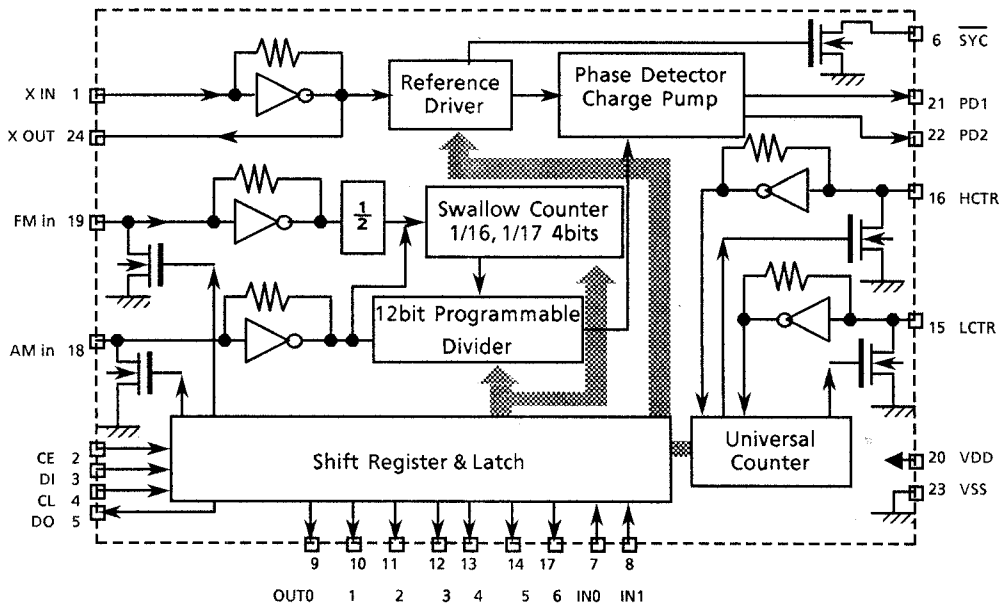 6 SYC
X IN 1
Reference
Driver
Phase Detector
Charge Pump
21 PD1
X OUT 24
22 PD2
16 HCTR
FM in 19
1/2
Swallow Counter
1/16, 1/17 4bits
12bit Programmable
Divider
15 LCTR
AM in 18
Shift Register & Latch
Universal
Counter
CE 2
DI 3
CL 4
DO 5
20 VDD
23 VSS
9 10 11 12 13 14 17 7 8
OUT0 1 2 3 4 5 6 IN0 IN1